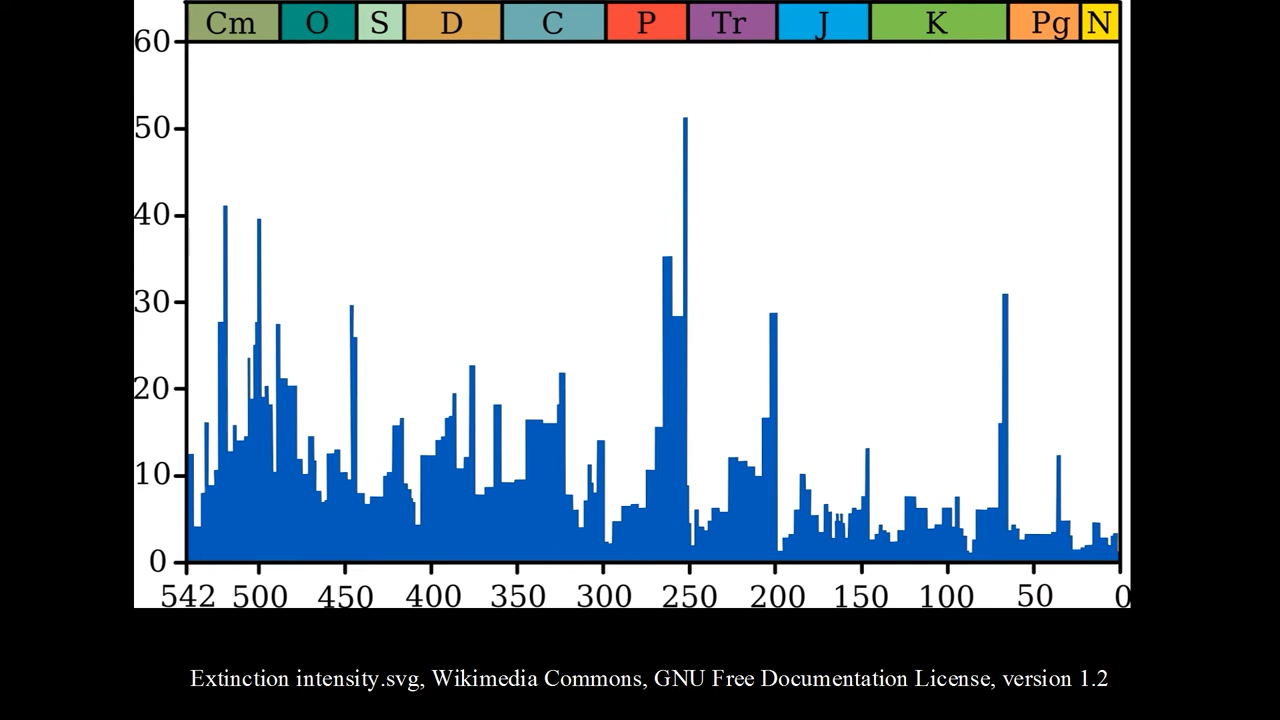 Cm O S D C P Tr J K Pg N
60
50
40
30
20
10
0
542 500 450 400 350 300 250 200 150 100 50 0
Extinction intensity.svg, Wikimedia Commons, GNU Free Documentation License, version 1.2